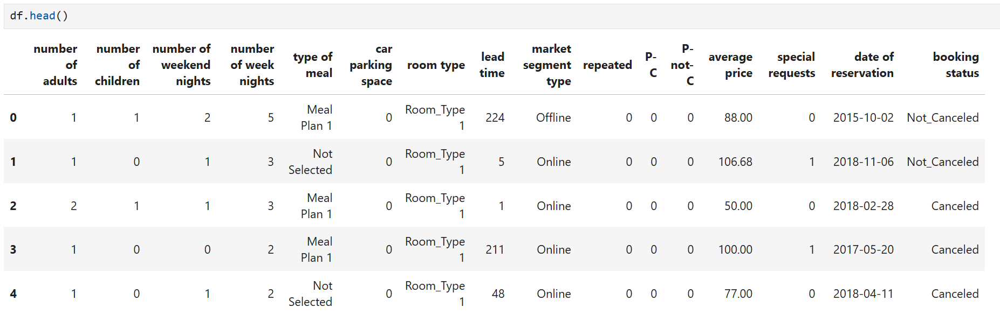 df.head()
number of adults number of children number of weekend nights number of week nights type of meal car parking space room type lead time market segment type repeated P-C P-not-C average price special requests date of reservation booking status
0 1 1 2 5 Meal Plan 1 0 Room_Type 1 224 Offline 0 0 0 88.00 0 2015-10-02 Not_Canceled
1 1 0 1 3 Not Selected 0 Room_Type 1 5 Online 0 0 0 106.68 1 2018-11-06 Not_Canceled
2 2 1 1 3 Meal Plan 1 0 Room_Type 1 1 Online 0 0 0 50.00 0 2018-02-28 Canceled
3 1 0 0 2 Meal Plan 1 0 Room_Type 1 211 Online 0 0 0 100.00 1 2017-05-20 Canceled
4 1 0 1 2 Not Selected 0 Room_Type 1 48 Online 0 0 0 77.00 0 2018-04-11 Canceled